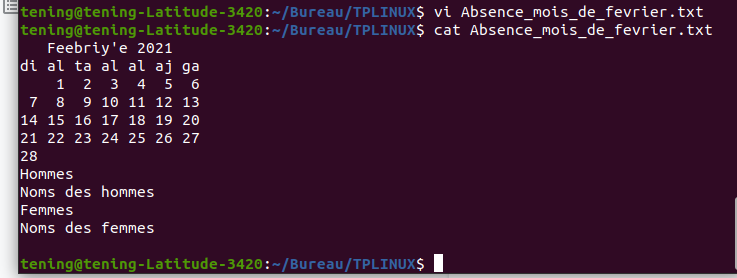 tening@tening-Latitude-3420:~/Bureau/TPLINUX$ vi Absence_mois_de_fevrier.txt
tening@tening-Latitude-3420:~/Bureau/TPLINUX$ cat Absence_mois_de_fevrier.txt
   Feebriy'e 2021
di al ta al al aj ga
    1  2  3  4  5  6
 7  8  9 10 11 12 13
14 15 16 17 18 19 20
21 22 23 24 25 26 27
28
Hommes
Noms des hommes
Femmes
Noms des femmes

tening@tening-Latitude-3420:~/Bureau/TPLINUX$